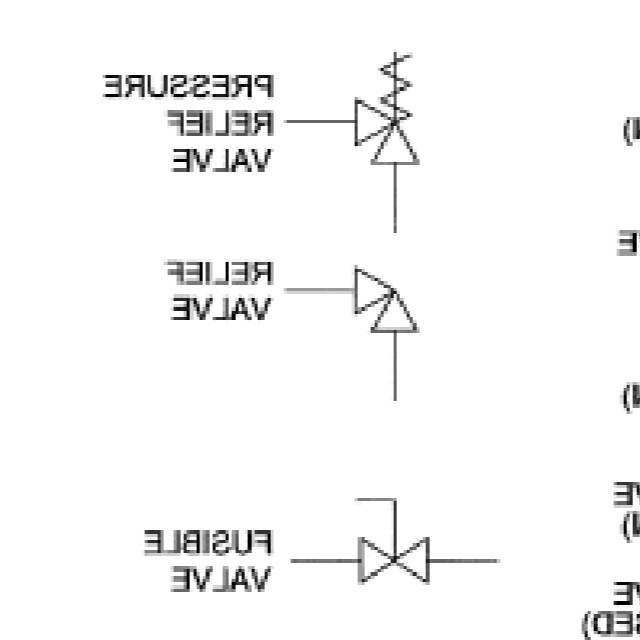 PRESSURE
RELIEF
VALVE
RELIEF
VALVE
FUSIBLE
VALVE